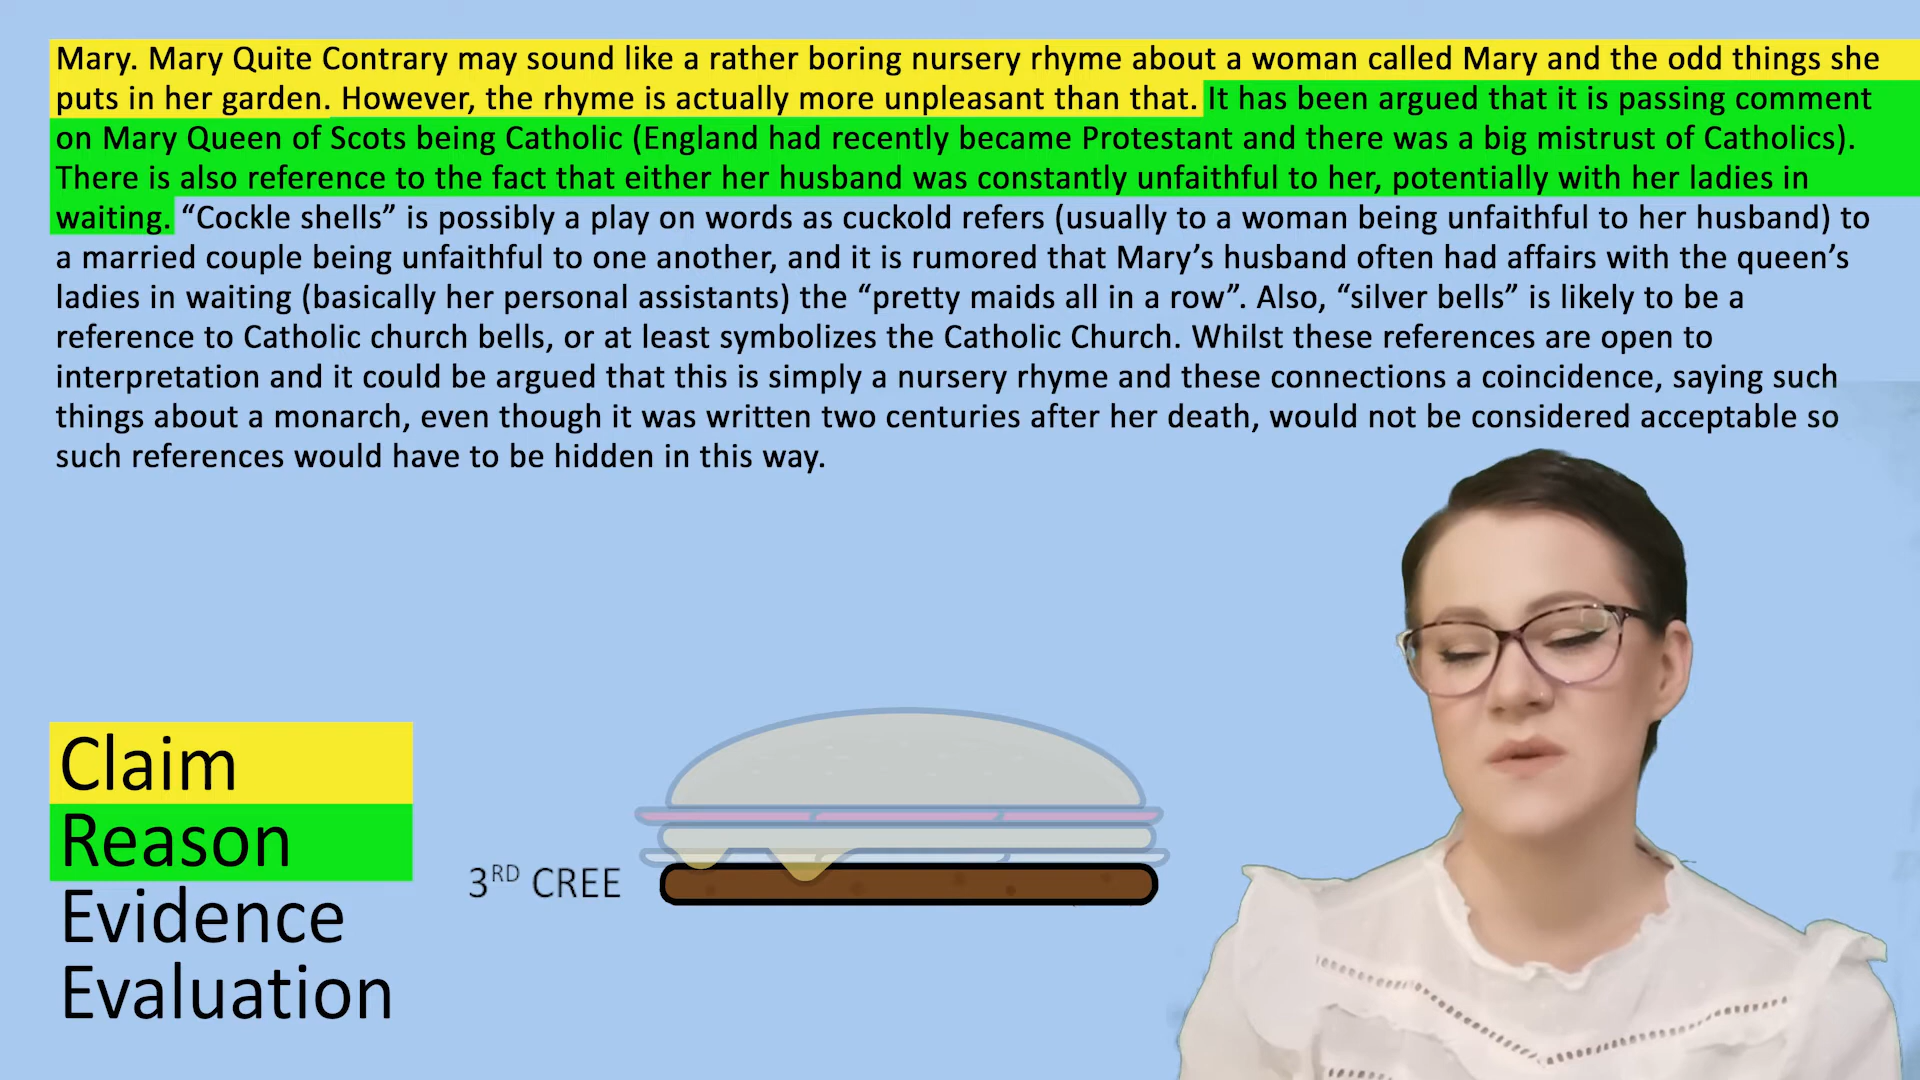 Mary. Mary Quite Contrary may sound like a rather boring nursery rhyme about a woman called Mary and the odd things she
puts in her garden. However, the rhyme is actually more unpleasant than that. It has been argued that it is passing comment
on Mary Queen of Scots being Catholic (England had recently became Protestant and there was a big mistrust of Catholics).
There is also reference to the fact that either her husband was constantly unfaithful to her, potentially with her ladies in
waiting. “Cockle shells” is possibly a play on words as cuckold refers (usually to a woman being unfaithful to her husband) to
a married couple being unfaithful to one another, and it is rumored that Mary’s husband often had affairs with the queen’s
ladies in waiting (basically her personal assistants) the “pretty maids all in a row”. Also, “silver bells” is likely to be a
reference to Catholic church bells, or at least symbolizes the Catholic Church. Whilst these references are open to
interpretation and it could be argued that this is simply a nursery rhyme and these connections a coincidence, saying such
things about a monarch, even though it was written two centuries after her death, would not be considered acceptable so
such references would have to be hidden in this way.
Claim
Reason
Evidence
Evaluation
3RD CREE